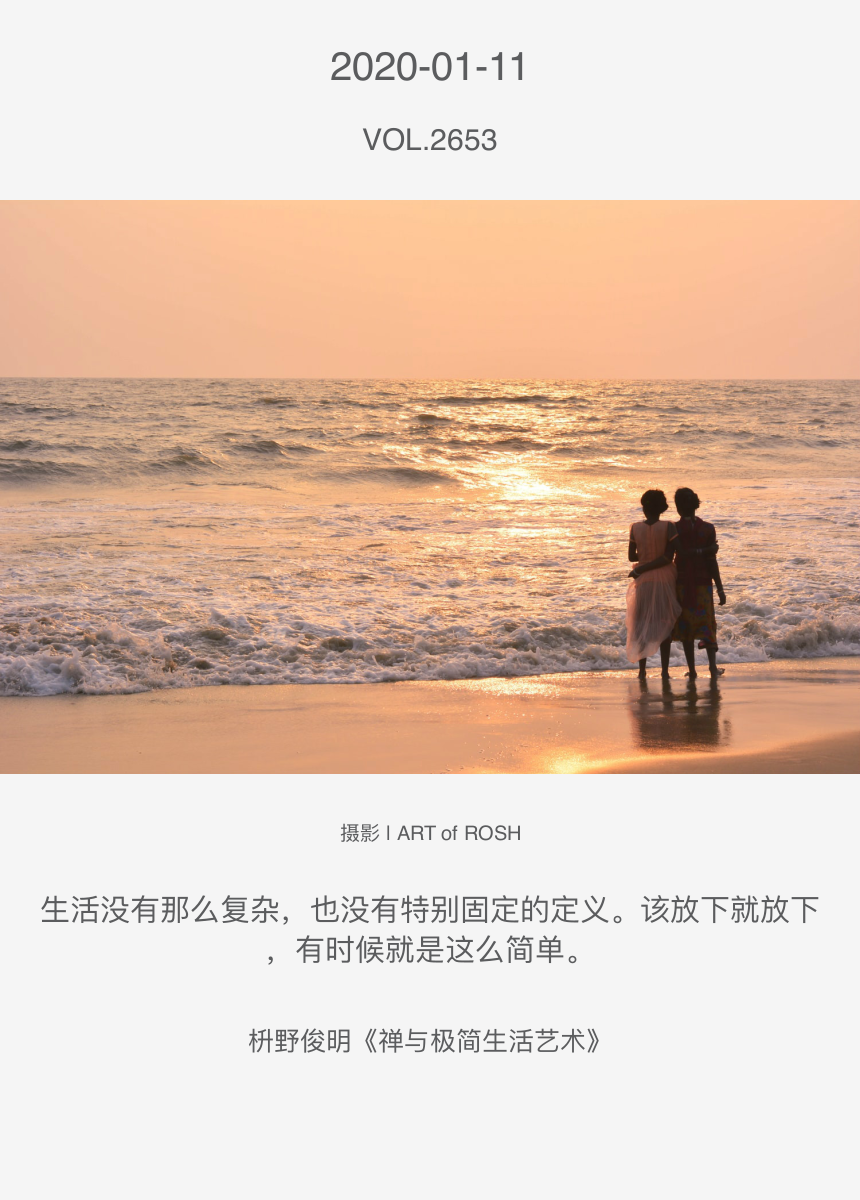 2020-01-11
VOL.2653
摄影 | ART of ROSH
生活没有那么复杂，也没有特别固定的定义。该放下就放下
，有时候就是这么简单。
枡野俊明《禅与极简生活艺术》